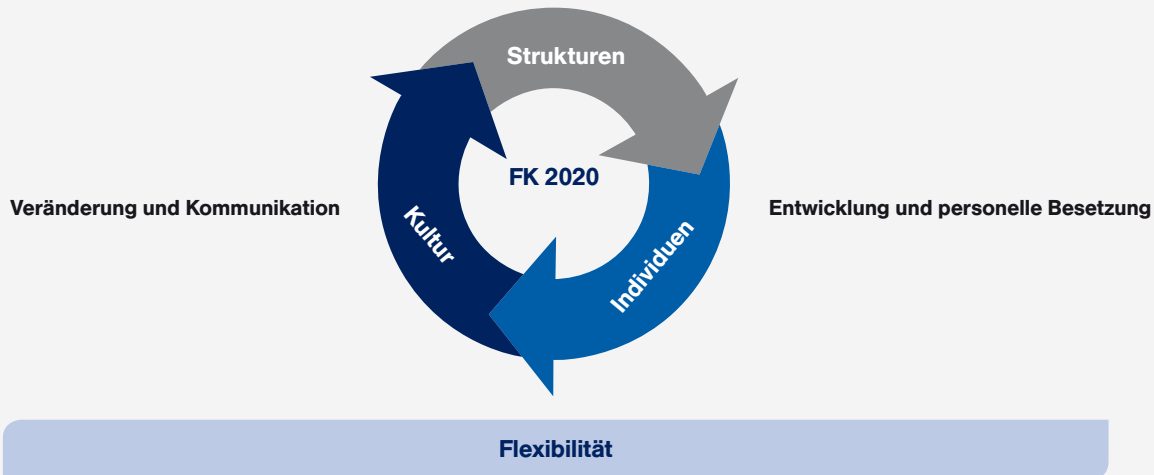 Strukturen
FK 2020
Veränderung und Kommunikation
Entwicklung und personelle Besetzung
Kultur
Individuen
Flexibilität